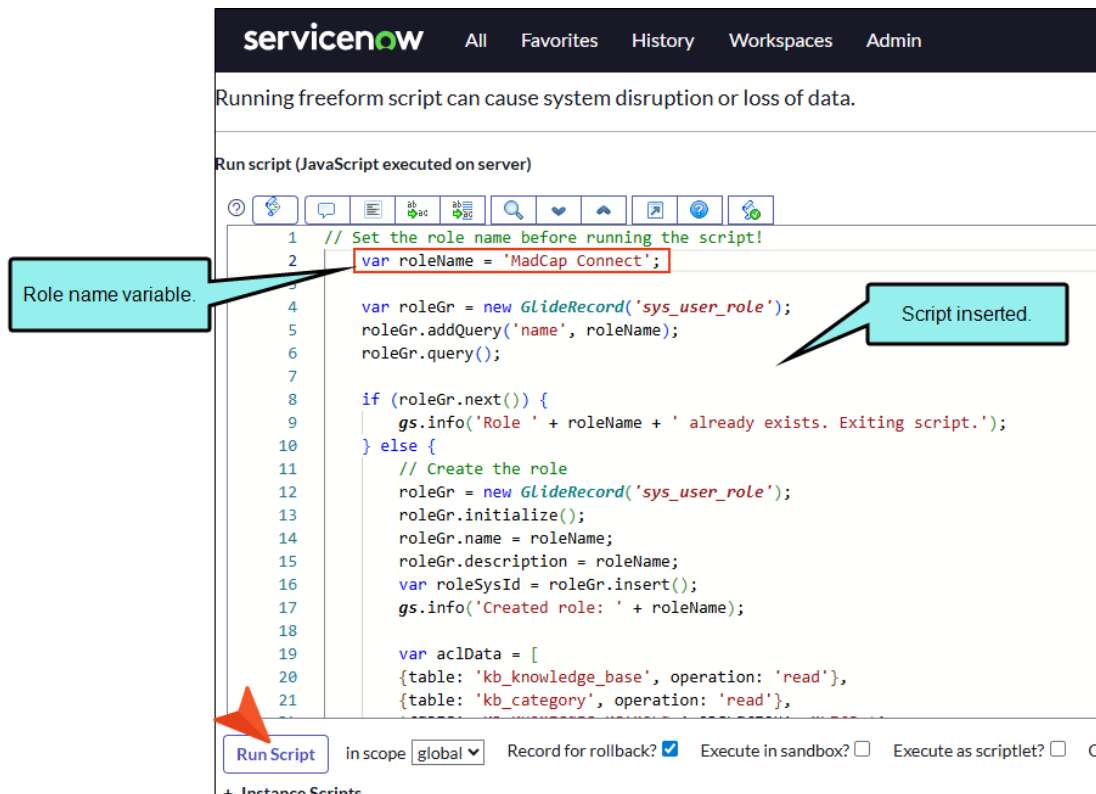 servicenow All Favorites History Workspaces Admin
Running freeform script can cause system disruption or loss of data.
Run script (JavaScript executed on server)
1 // Set the role name before running the script!
2 var roleName = 'MadCap Connect';
Role name variable.
3
4 var roleGr = new GlideRecord('sys_user_role');
Script inserted.
5 roleGr.addQuery('name', roleName);
6 roleGr.query();
7
8 if (roleGr.next()) {
9 gs.info('Role ' + roleName + ' already exists. Exiting script.');
10 } else {
11 // Create the role
12 roleGr = new GlideRecord('sys_user_role');
13 roleGr.initialize();
14 roleGr.name = roleName;
15 roleGr.description = roleName;
16 var roleSysId = roleGr.insert();
17 gs.info('Created role: ' + roleName);
18
19 var aclData = [
20 {table: 'kb_knowledge_base', operation: 'read'},
21 {table: 'kb_category', operation: 'read'},
Run Script in scope global Record for rollback? Execute in sandbox? Execute as scriptlet?
+ Instance Scripts